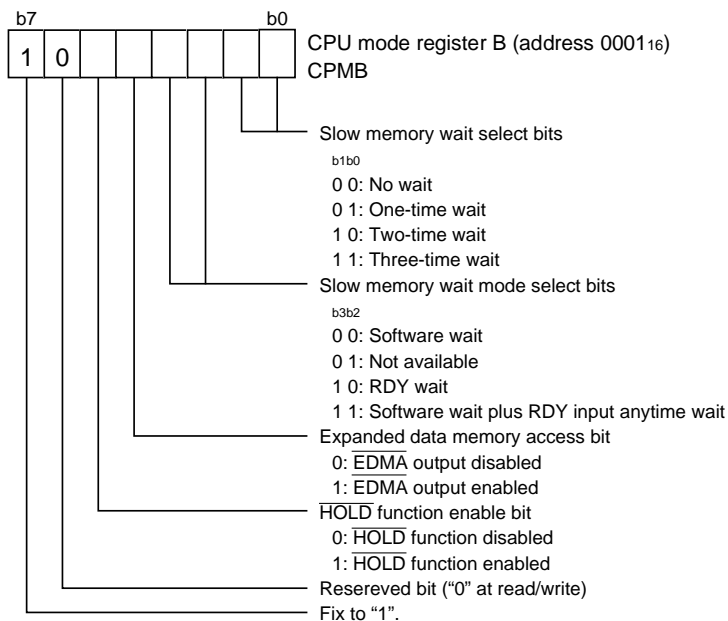 b7 b0
1 0 CPU mode register B (address 0001₁₆)
CPMB
Slow memory wait select bits
b1b0
0 0: No wait
0 1: One-time wait
1 0: Two-time wait
1 1: Three-time wait
Slow memory wait mode select bits
b3b2
0 0: Software wait
0 1: Not available
1 0: RDY wait
1 1: Software wait plus RDY input anytime wait
Expanded data memory access bit
0: EDMA output disabled
1: EDMA output enabled
HOLD function enable bit
0: HOLD function disabled
1: HOLD function enabled
Resereved bit (“0” at read/write)
Fix to “1”.